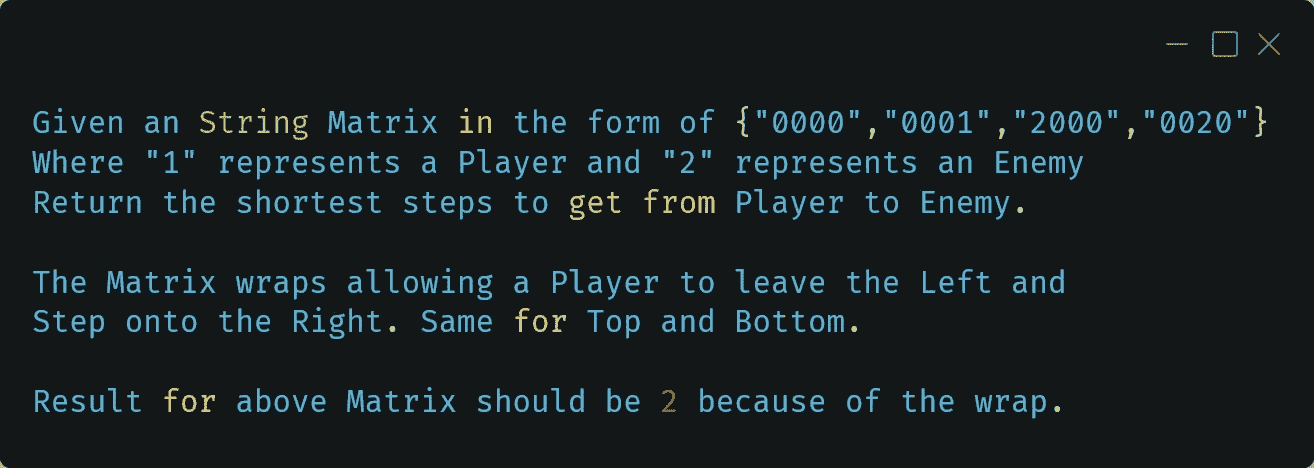 Given an String Matrix in the form of {"0000","0001","2000","0020"}
Where "1" represents a Player and "2" represents an Enemy
Return the shortest steps to get from Player to Enemy.
The Matrix wraps allowing a Player to leave the Left and
Step onto the Right. Same for Top and Bottom.
Result for above Matrix should be 2 because of the wrap.